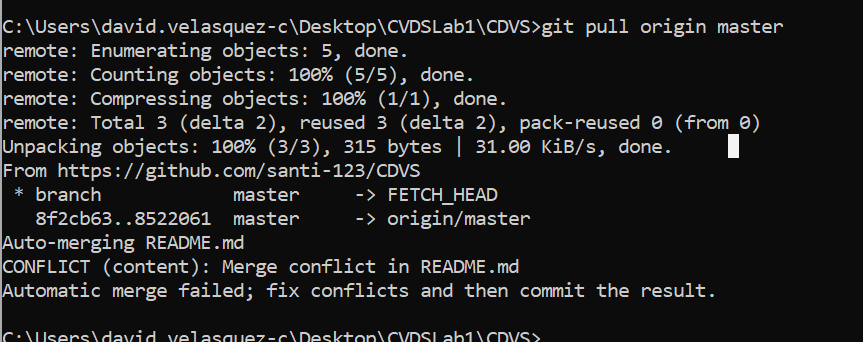 C:\Users\david.velasquez-c\Desktop\CVDSLab1\CDVS>git pull origin master
remote: Enumerating objects: 5, done.
remote: Counting objects: 100% (5/5), done.
remote: Compressing objects: 100% (1/1), done.
remote: Total 3 (delta 2), reused 3 (delta 2), pack-reused 0 (from 0)
Unpacking objects: 100% (3/3), 315 bytes | 31.00 KiB/s, done.
From https://github.com/santi-123/CDVS
 * branch            master     -> FETCH_HEAD
   8f2cb63..8522061  master     -> origin/master
Auto-merging README.md
CONFLICT (content): Merge conflict in README.md
Automatic merge failed; fix conflicts and then commit the result.
C:\Users\david.velasquez-c\Desktop\CVDSLab1\CDVS>